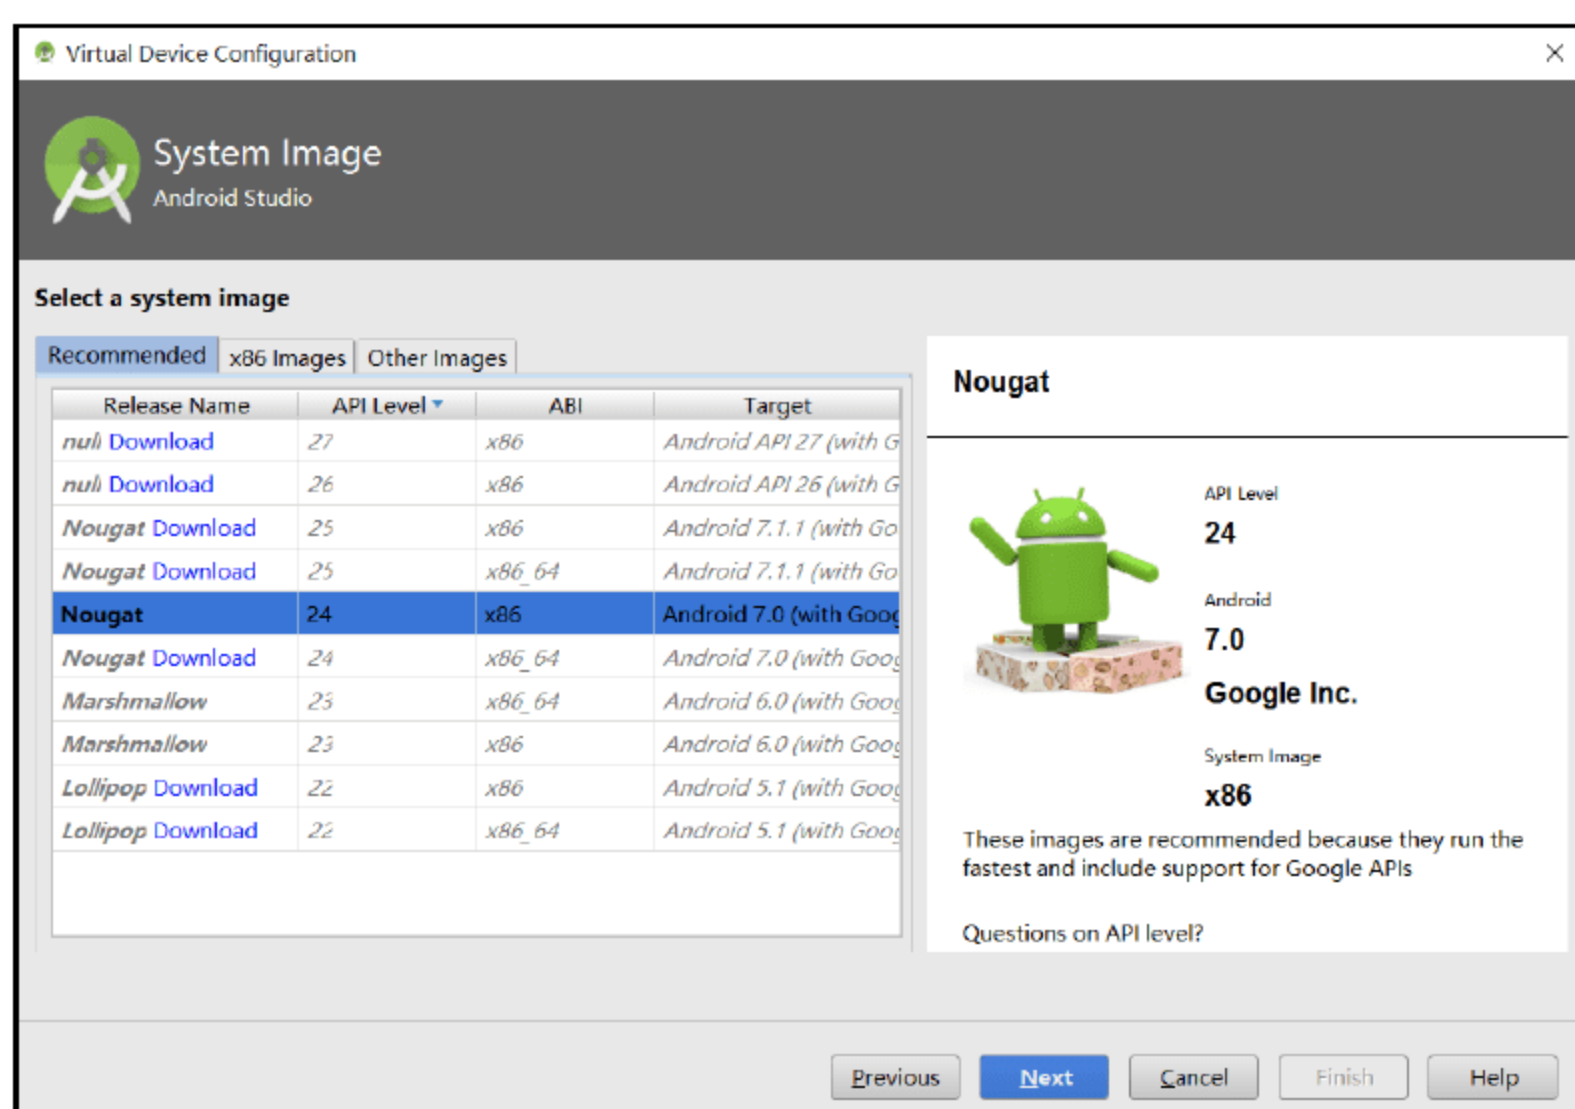 Virtual Device Configuration
System Image
Android Studio
Select a system image
Recommended x86 Images Other Images
Release Name API Level ABI Target
null Download 27 x86 Android API 27 (with G
null Download 26 x86 Android API 26 (with G
Nougat Download 25 x86 Android 7.1.1 (with Go
Nougat Download 25 x86_64 Android 7.1.1 (with Go
Nougat 24 x86 Android 7.0 (with Goog
Nougat Download 24 x86_64 Android 7.0 (with Goog
Marshmallow 23 x86_64 Android 6.0 (with Goog
Marshmallow 23 x86 Android 6.0 (with Goog
Lollipop Download 22 x86 Android 5.1 (with Goog
Lollipop Download 22 x86_64 Android 5.1 (with Goog
Nougat
API Level
24
Android
7.0
Google Inc.
System Image
x86
These images are recommended because they run the
fastest and include support for Google APIs
Questions on API level?
Previous Next Cancel Finish Help